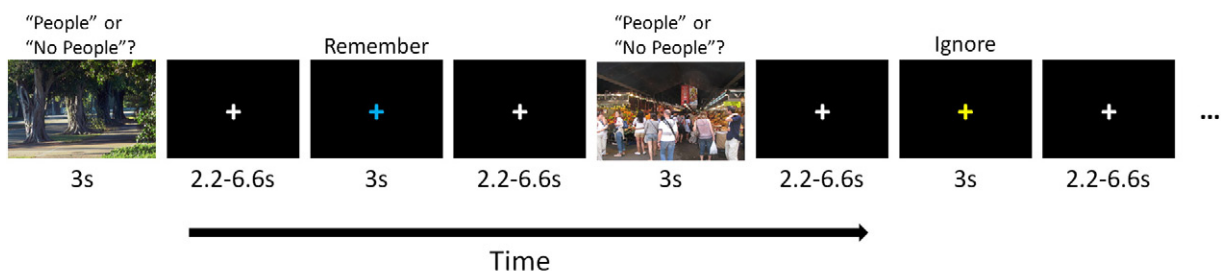 “People” or
“No People”?
Remember
“People” or
“No People”?
Ignore
...
3s
2.2-6.6s
3s
2.2-6.6s
3s
2.2-6.6s
3s
2.2-6.6s
Time